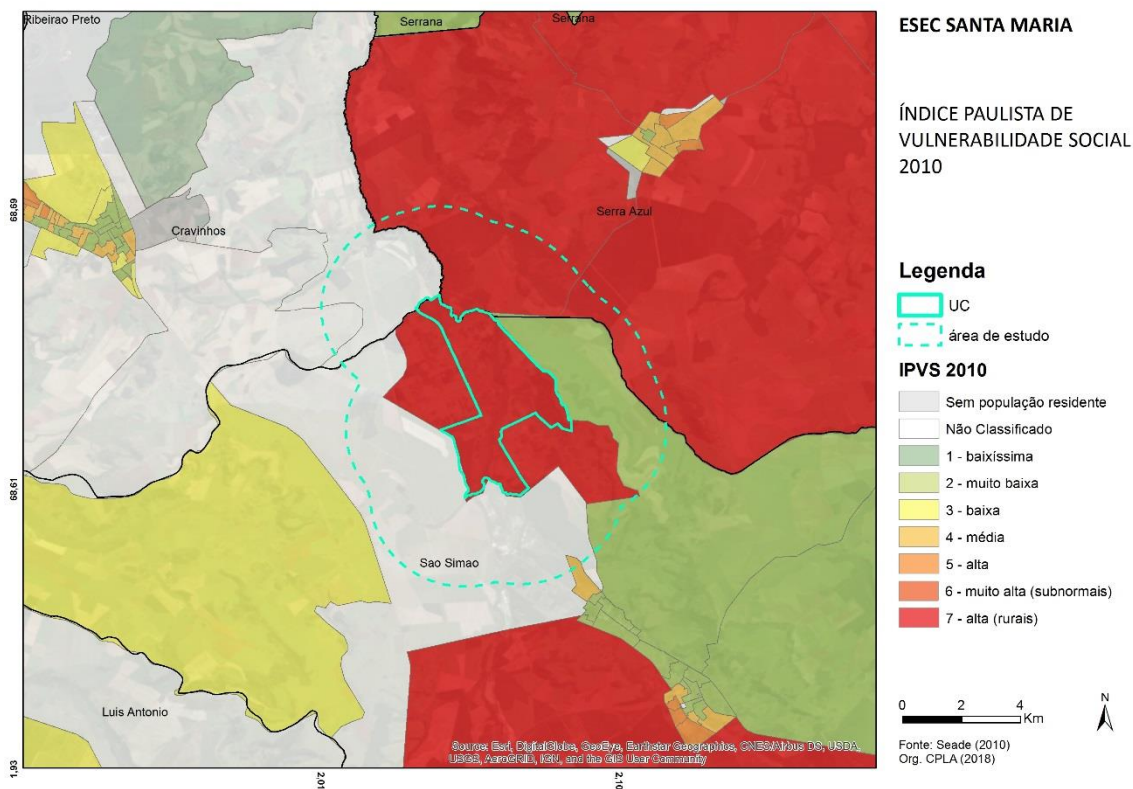 Ribeirao Preto
Serrana
Serrana
Serra Azul
Cravinhos
Sao Simao
Luis Antonio
68,69
68,61
1,93
2,01
2,10
Source: Esri, DigitalGlobe, GeoEye, Earthstar Geographics, CNES/Airbus DS, USDA,
USGS, AeroGRID, IGN, and the GIS User Community
ESEC SANTA MARIA
ÍNDICE PAULISTA DE
VULNERABILIDADE SOCIAL
2010
Legenda
UC
área de estudo
IPVS 2010
Sem população residente
Não Classificado
1 - baixíssima
2 - muito baixa
3 - baixa
4 - média
5 - alta
6 - muito alta (subnormais)
7 - alta (rurais)
0 2 4
Km
N
Fonte: Seade (2010)
Org. CPLA (2018)